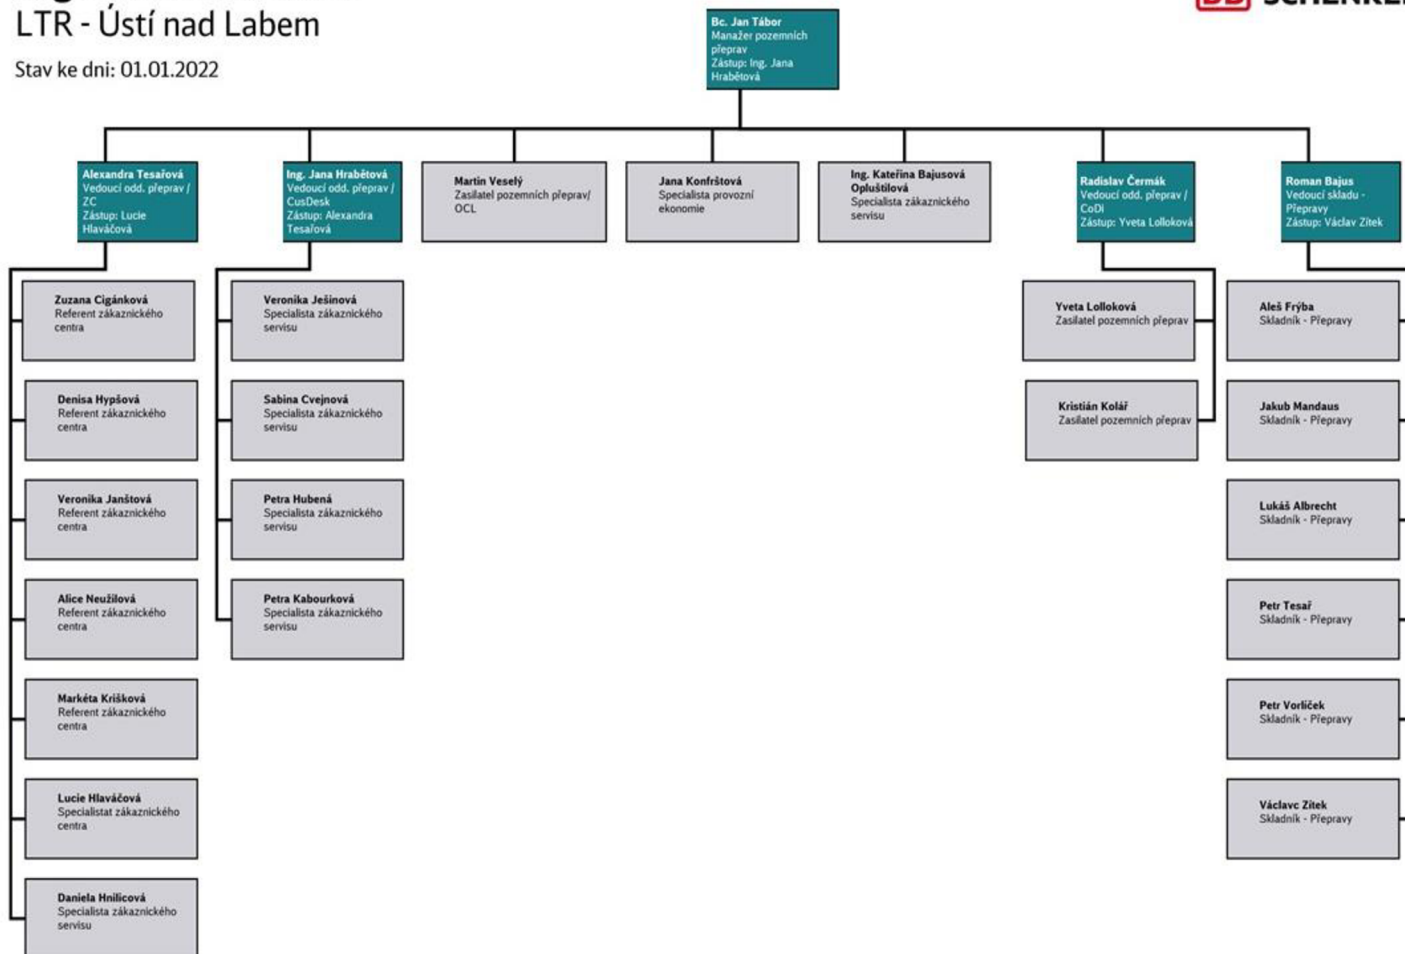 LTR - Ústí nad Labem
Stav ke dni: 01.01.2022
SCHENKER
Bc. Jan Tábor
Manažer pozemních
přeprav
Zástup: Ing. Jana
Hrabětová
Alexandra Tesařová
Vedoucí odd. přeprav /
ZC
Zástup: Lucie
Hlaváčová
Ing. Jana Hrabětová
Vedoucí odd. přeprav /
CusDesk
Zástup: Alexandra
Tesařová
Martin Veselý
Zasilatel pozemních přeprav/
OCL
Jana Konfrštová
Specialista provozní
ekonomie
Ing. Kateřina Bajusová
Opluštilová
Specialista zákaznického
servisu
Radislav Čermák
Vedoucí odd. přeprav /
CoDi
Zástup: Yveta Lolloková
Roman Bajus
Vedoucí skladu -
Přepravy
Zástup: Václav Zítek
Zuzana Cigánková
Referent zákaznického
centra
Denisa Hypšová
Referent zákaznického
centra
Veronika Janštová
Referent zákaznického
centra
Alice Neužilová
Referent zákaznického
centra
Markéta Krišková
Referent zákaznického
centra
Lucie Hlaváčová
Specialistat zákaznického
centra
Daniela Hnilicová
Specialista zákaznického
servisu
Veronika Ješinová
Specialista zákaznického
servisu
Sabina Cvejnová
Specialista zákaznického
servisu
Petra Hubená
Specialista zákaznického
servisu
Petra Kabourková
Specialista zákaznického
servisu
Yveta Lolloková
Zasilatel pozemních přeprav
Kristián Kolář
Zasilatel pozemních přeprav
Aleš Frýba
Skladník - Přepravy
Jakub Mandaus
Skladník - Přepravy
Lukáš Albrecht
Skladník - Přepravy
Petr Tesař
Skladník - Přepravy
Petr Vorlíček
Skladník - Přepravy
Václavc Zítek
Skladník - Přepravy